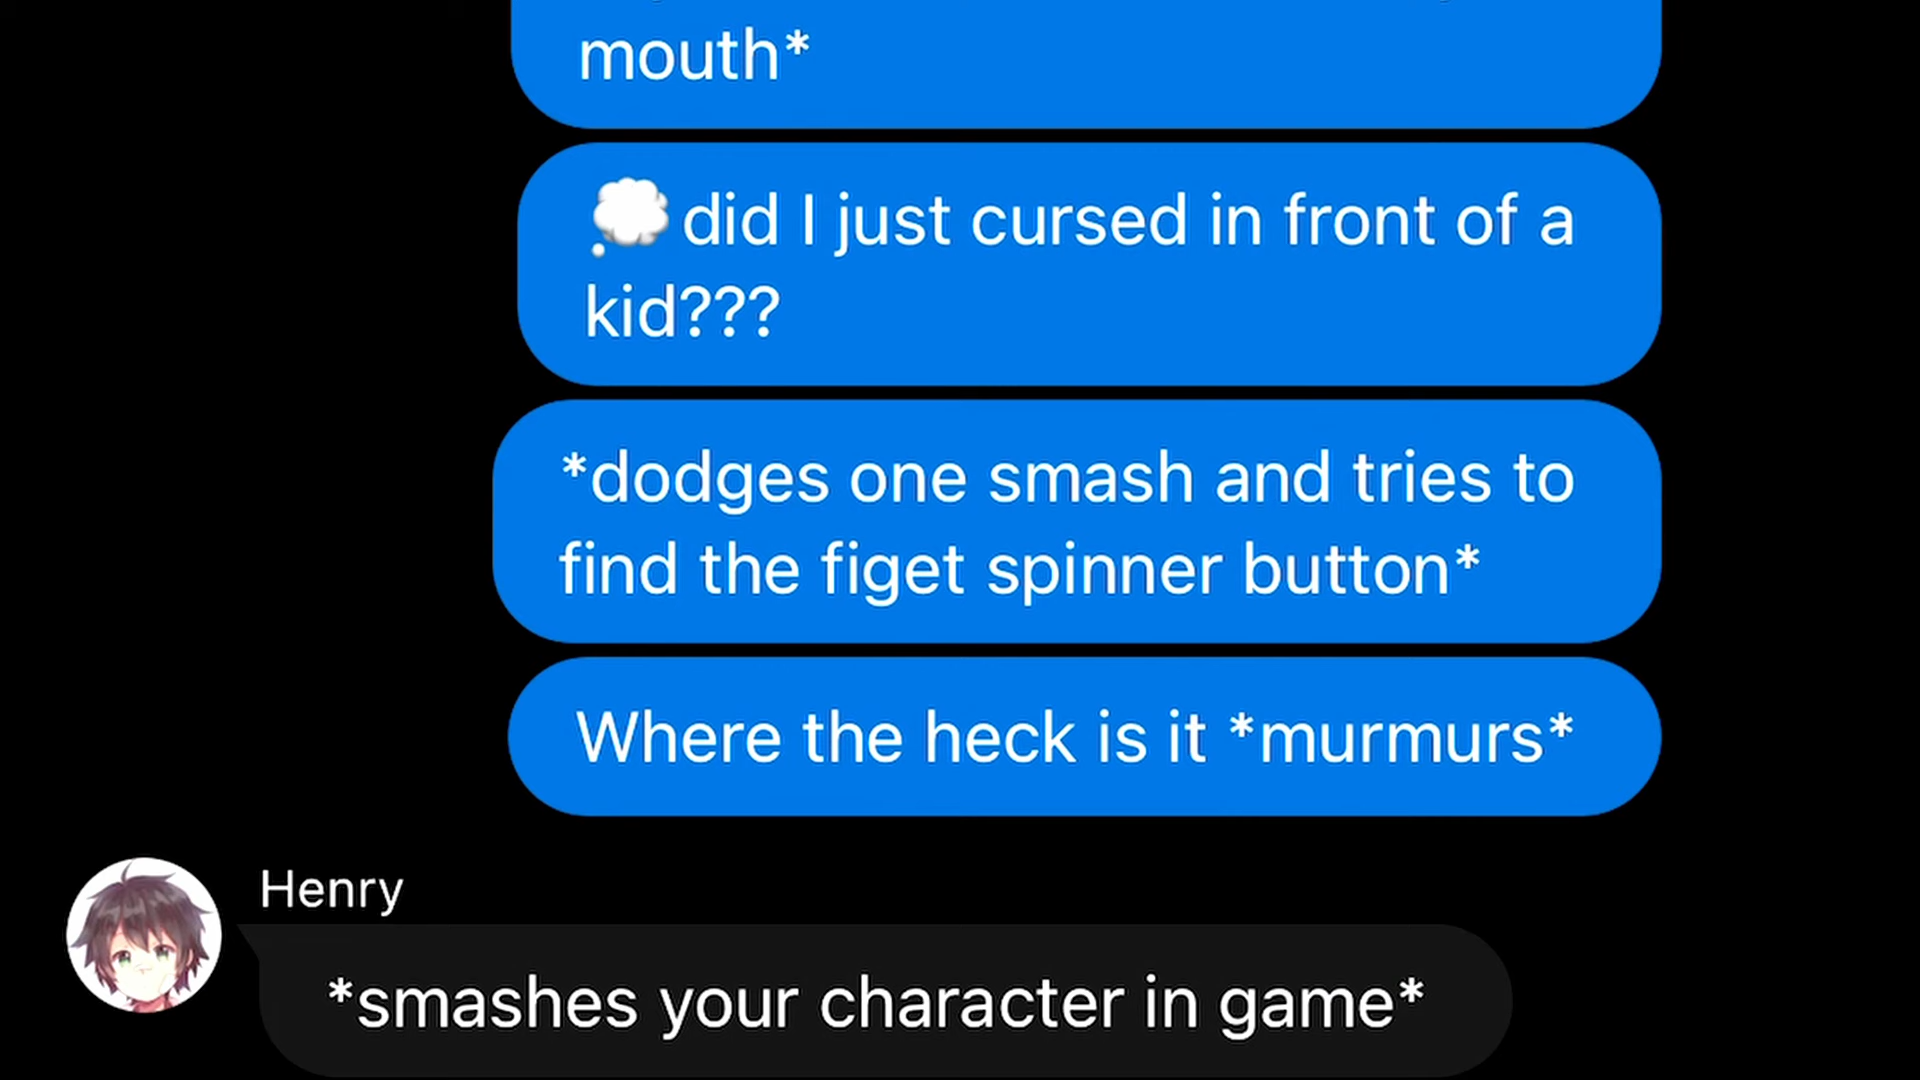 mouth*
💭 did I just cursed in front of a
kid???
*dodges one smash and tries to
find the figet spinner button*
Where the heck is it *murmurs*
Henry
*smashes your character in game*